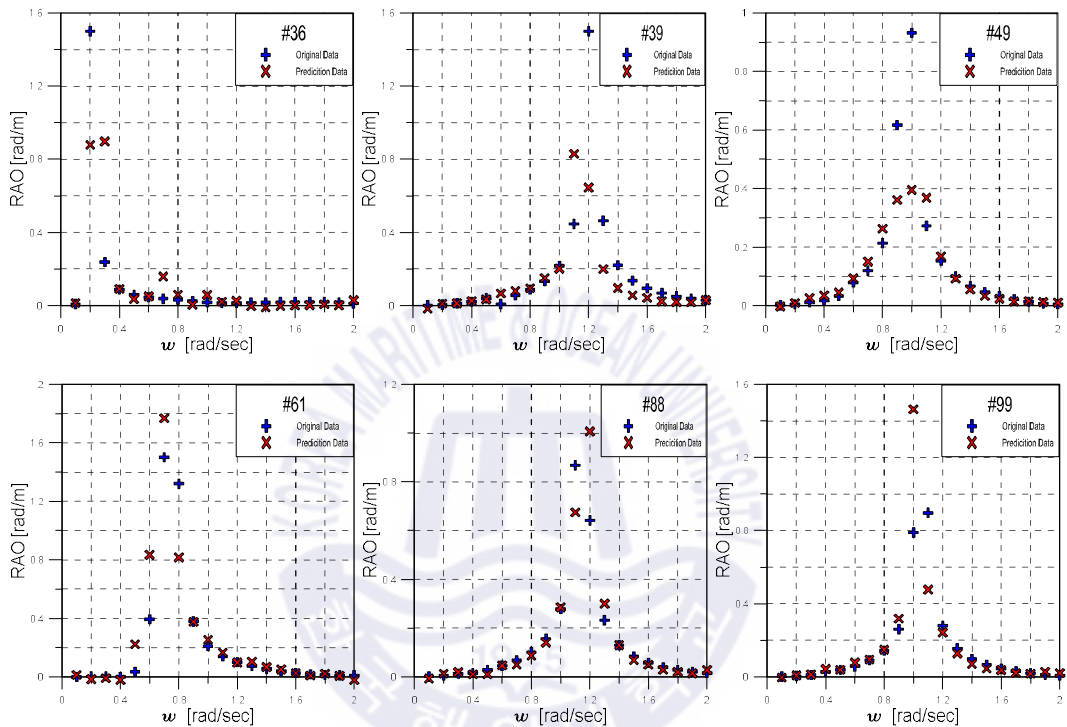 #36
Original Data
Predicition Data
RAO [rad/m]
1.6
1.2
0.8
0.4
0
0 0.4 0.8 1.2 1.6 2
w [rad/sec]
#39
Original Data
Predicition Data
RAO [rad/m]
1.6
1.2
0.8
0.4
0
0 0.4 0.8 1.2 1.6 2
w [rad/sec]
#49
Original Data
Predicition Data
RAO [rad/m]
1
0.8
0.6
0.4
0.2
0
0 0.4 0.8 1.2 1.6 2
w [rad/sec]
#61
Original Data
Predicition Data
RAO [rad/m]
2
1.6
1.2
0.8
0.4
0
0 0.4 0.8 1.2 1.6 2
w [rad/sec]
#88
Original Data
Predicition Data
RAO [rad/m]
1.2
0.8
0.4
0
0 0.4 0.8 1.2 1.6 2
w [rad/sec]
#99
Original Data
Predicition Data
RAO [rad/m]
1.6
1.2
0.8
0.4
0
0 0.4 0.8 1.2 1.6 2
w [rad/sec]
KOREA MARITIME & OCEAN UNIVERSITY
1945